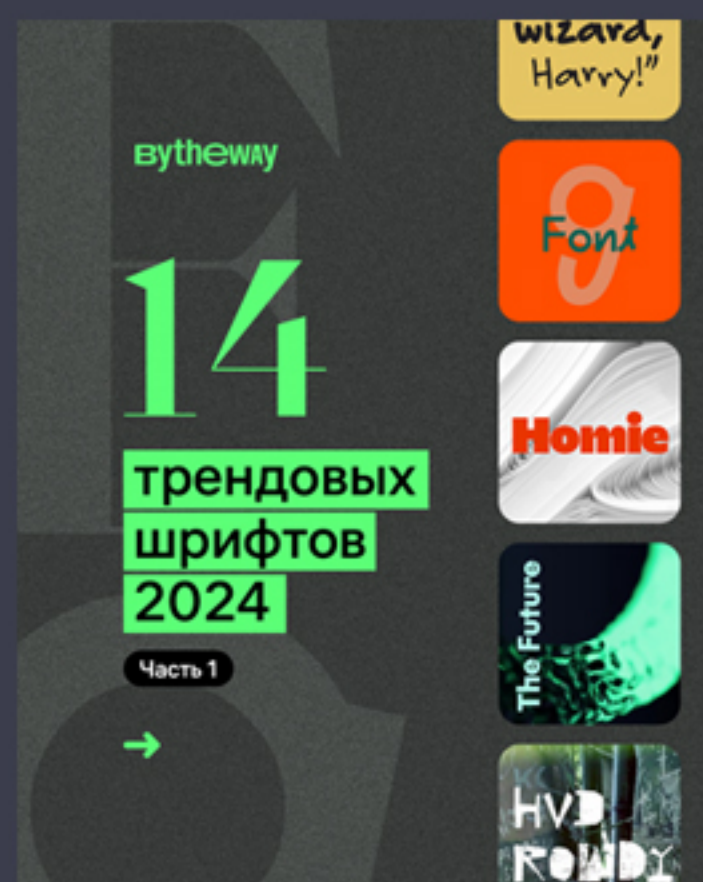 wizard,
Harry!”
Bytheway
14
трендовых
шрифтов
2024
Часть 1
→
g
Font
Homie
The Future
HVD
ROWDY